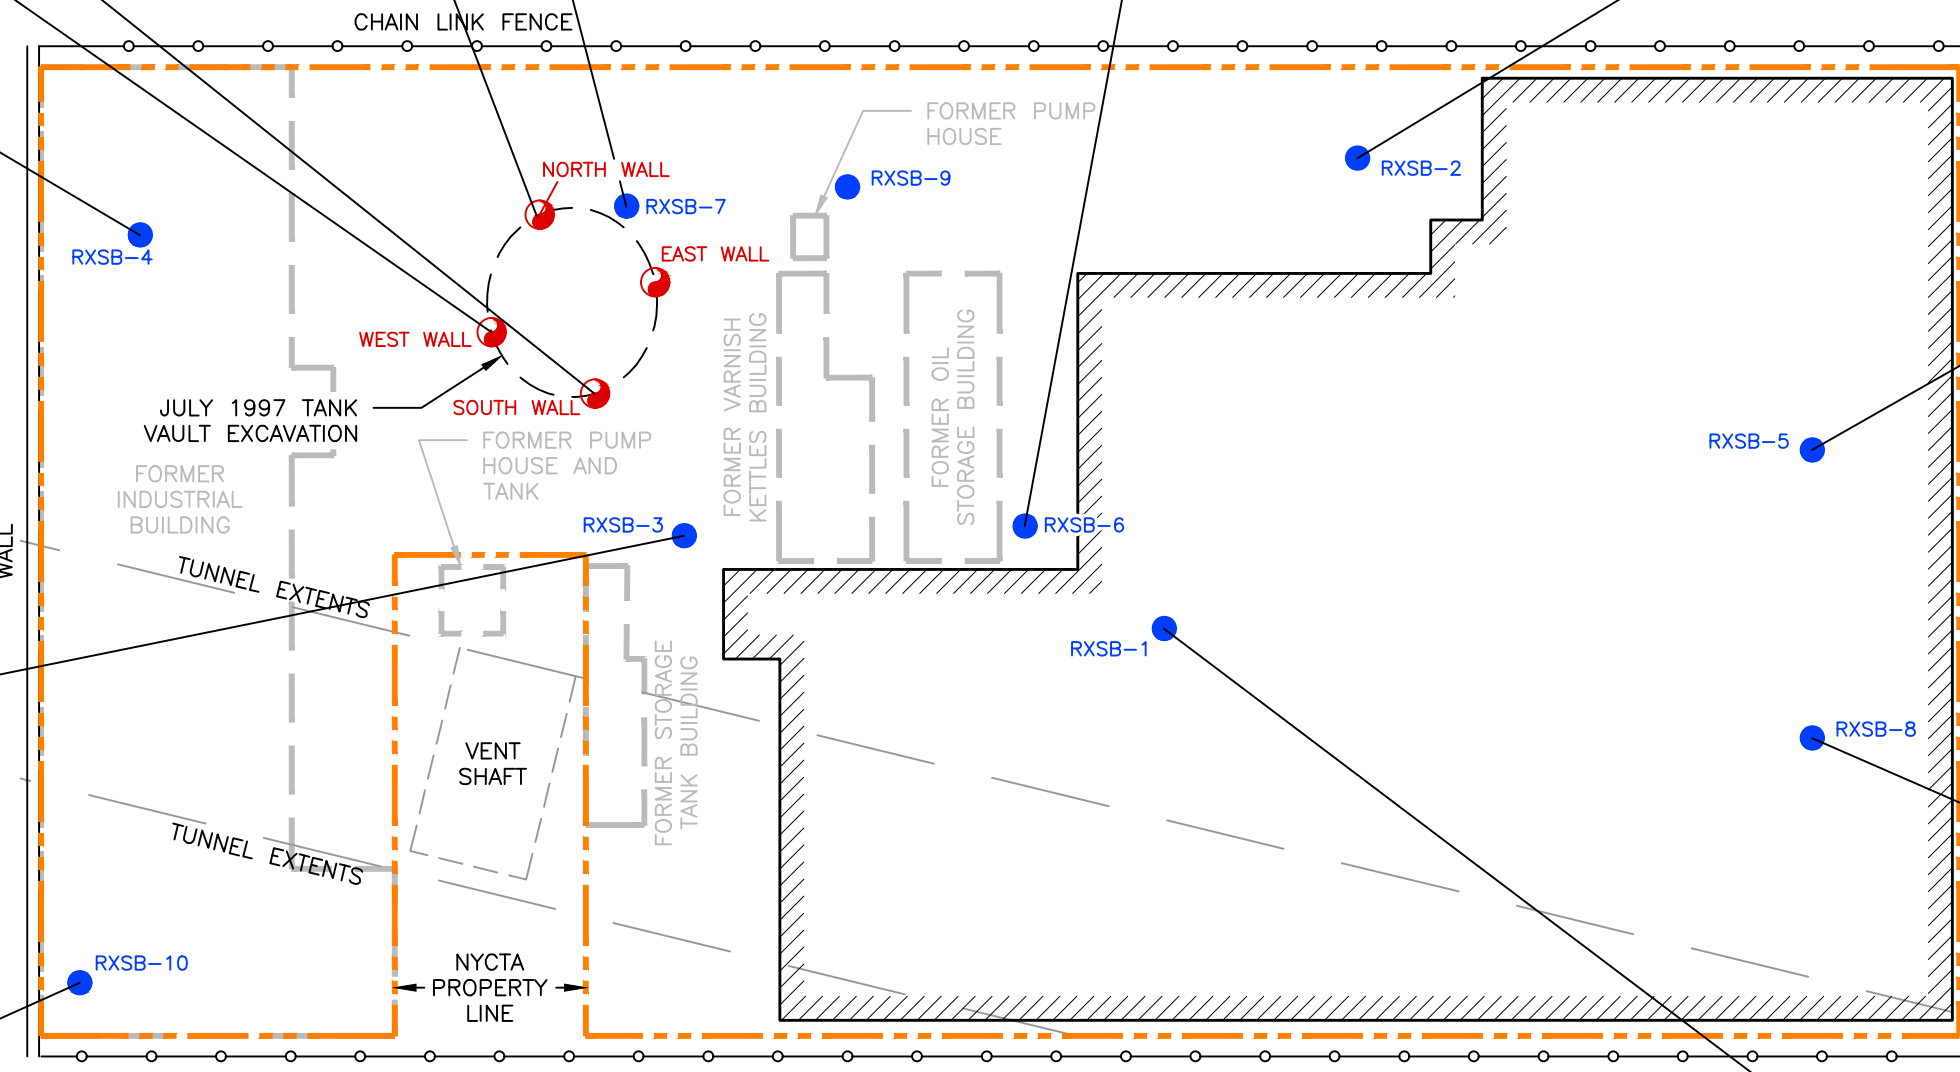 CHAIN LINK FENCE
FORMER PUMP
HOUSE
NORTH WALL
RXSB-7
RXSB-9
RXSB-2
RXSB-4
EAST WALL
WEST WALL
JULY 1997 TANK
VAULT EXCAVATION
SOUTH WALL
FORMER PUMP
HOUSE AND
TANK
FORMER VARNISH
KETTLES BUILDING
FORMER OIL
STORAGE BUILDING
RXSB-5
FORMER
INDUSTRIAL
BUILDING
RXSB-3
RXSB-6
WALL
TUNNEL EXTENTS
RXSB-1
FORMER STORAGE
TANK BUILDING
VENT
SHAFT
RXSB-8
TUNNEL EXTENTS
RXSB-10
NYCTA
PROPERTY
LINE